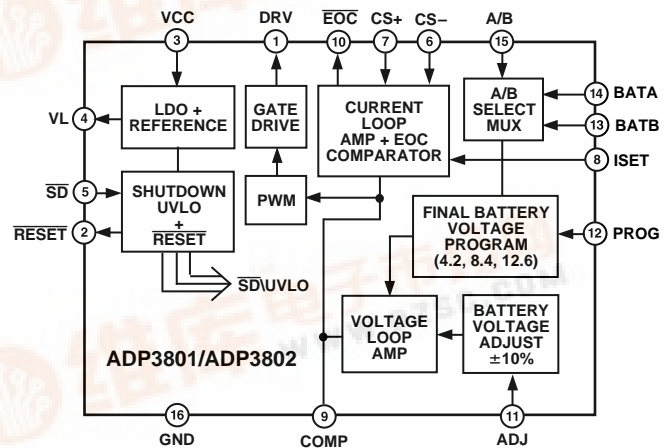 VCC
DRV
EOC
CS+
CS–
A/B
3
1
10
7
6
15
VL
4
LDO +
REFERENCE
GATE
DRIVE
CURRENT
LOOP
AMP + EOC
COMPARATOR
A/B
SELECT
MUX
14
BATA
13
BATB
8
ISET
SD
5
RESET
2
SHUTDOWN
UVLO
+
RESET
PWM
FINAL BATTERY
VOLTAGE
PROGRAM
(4.2, 8.4, 12.6)
12
PROG
SD\UVLO
VOLTAGE
LOOP
AMP
BATTERY
VOLTAGE
ADJUST
±10%
ADP3801/ADP3802
16
9
11
GND
COMP
ADJ